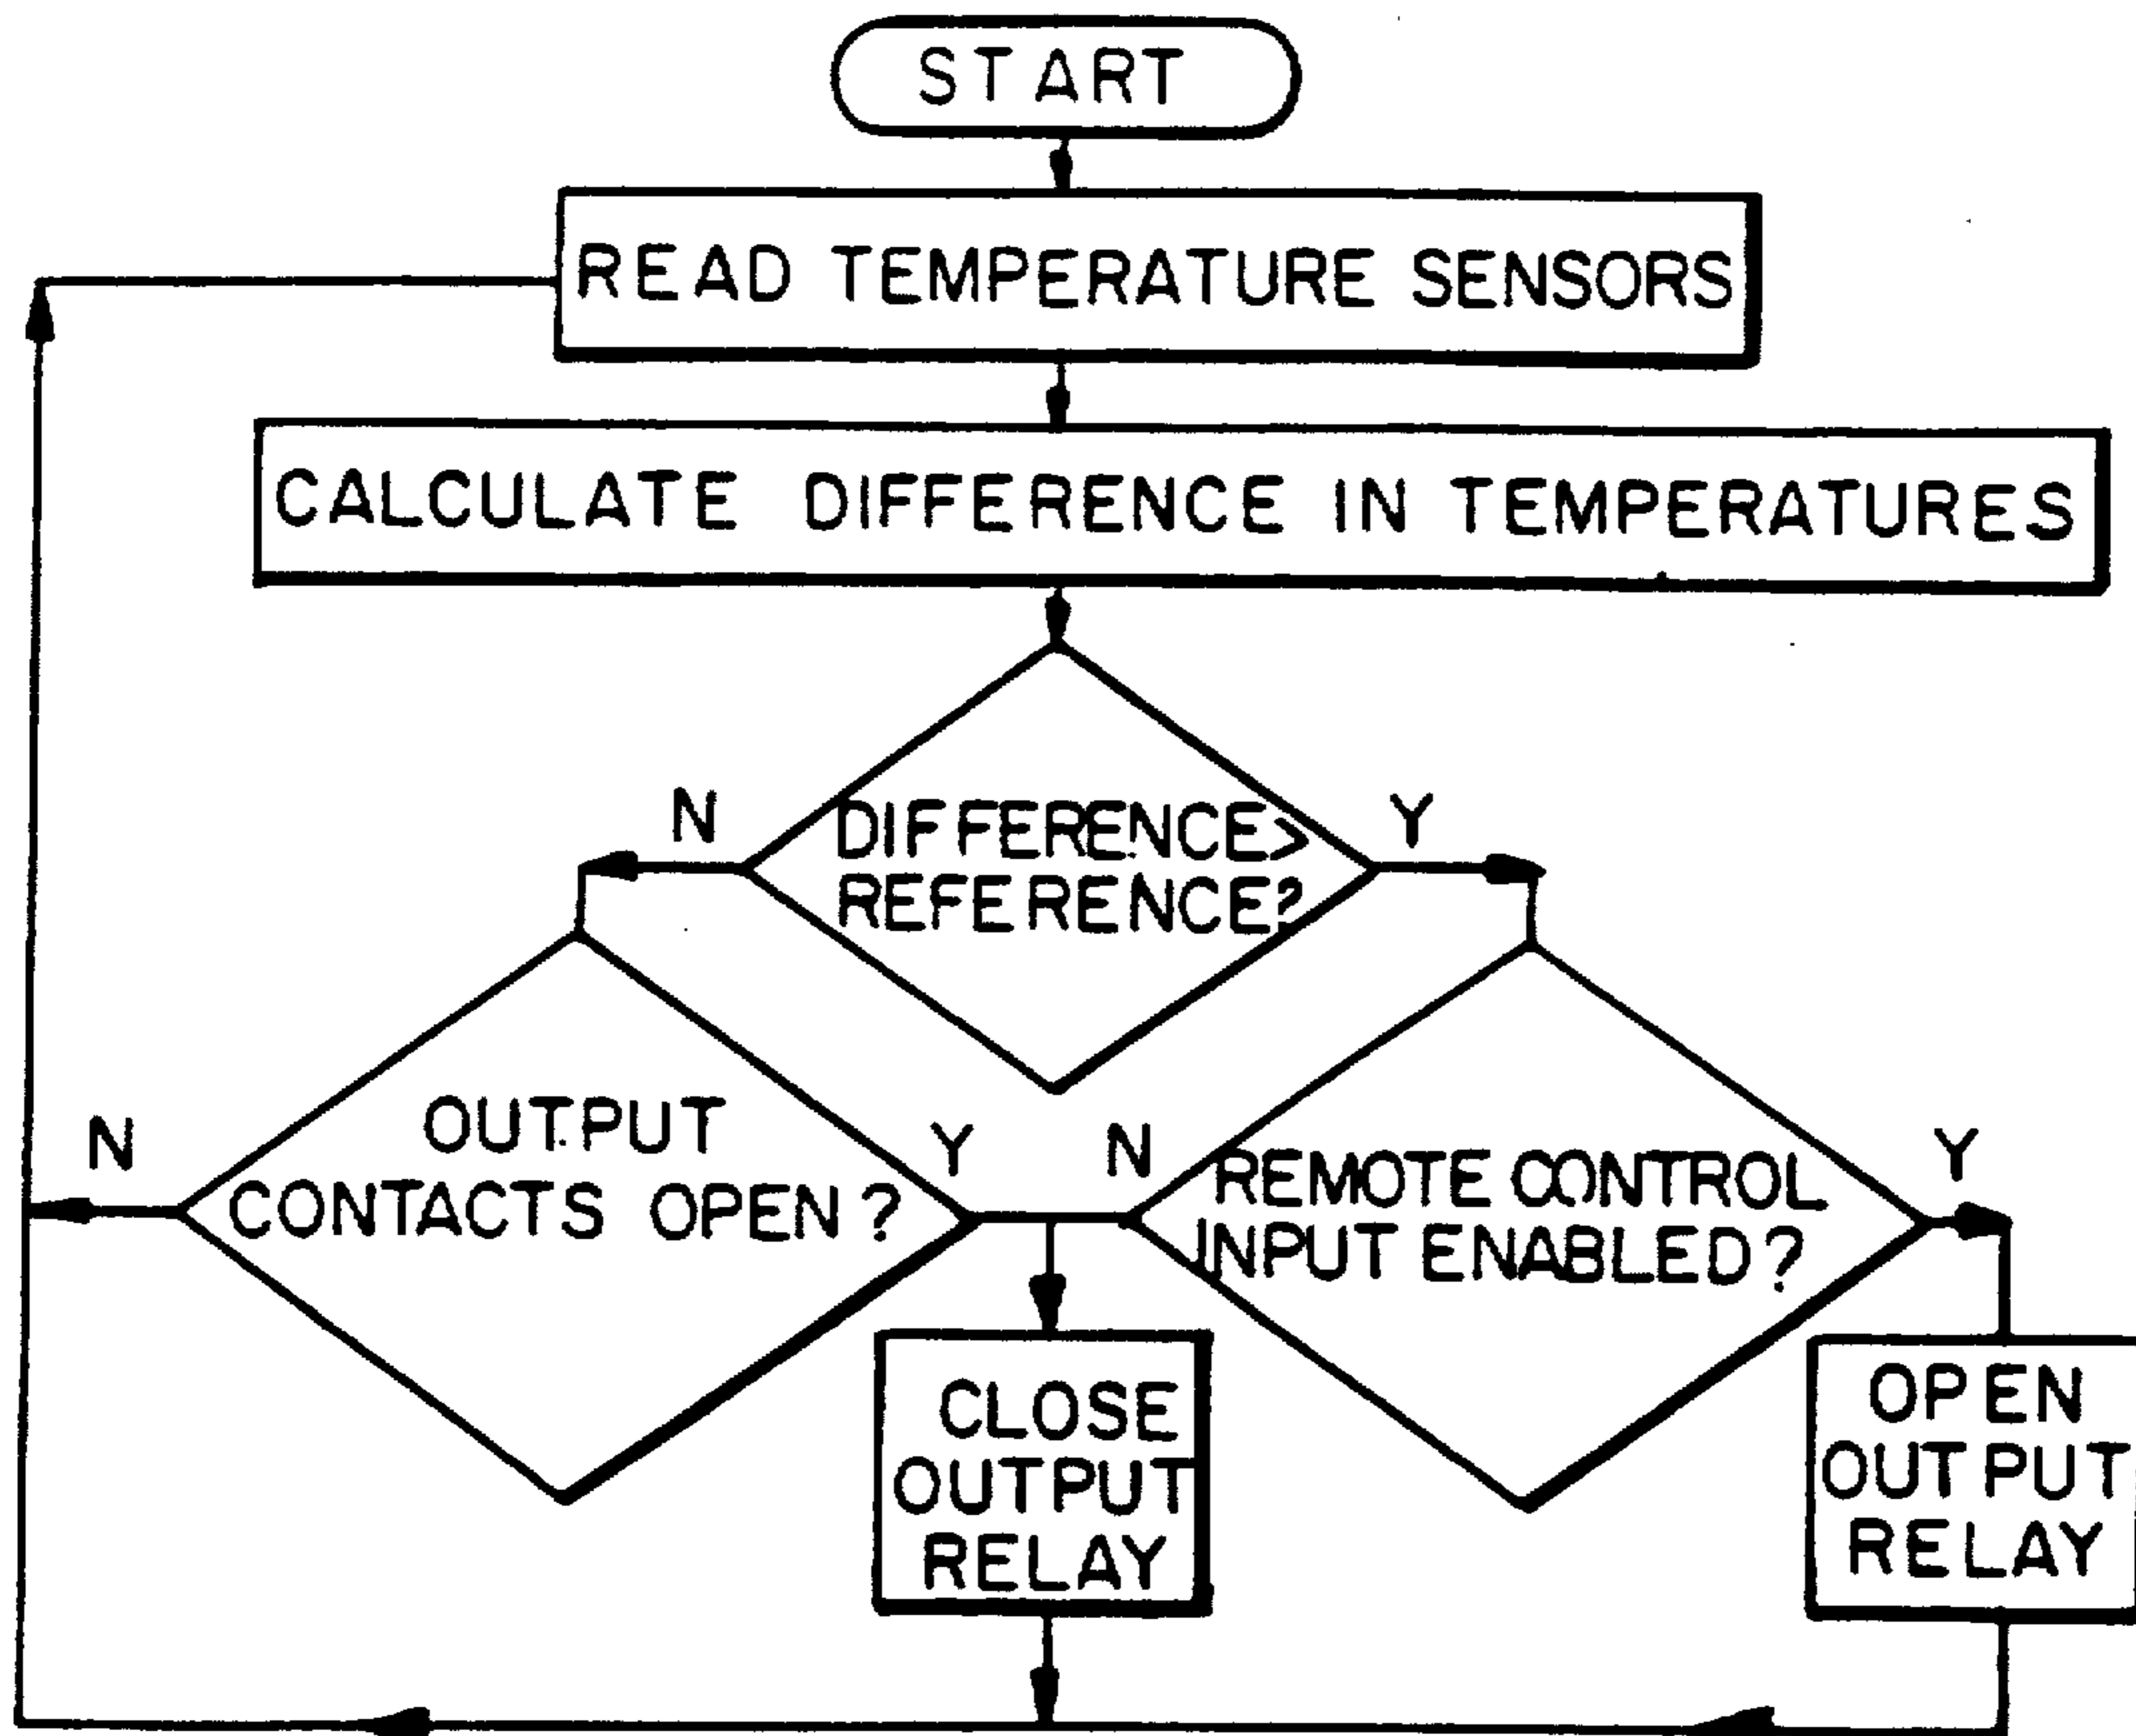 START
READ TEMPERATURE SENSORS
CALCULATE DIFFERENCE IN TEMPERATURES
N
Y
DIFFERENCE>
REFERENCE?
N
OUTPUT
CONTACTS OPEN?
Y
N
REMOTE CONTROL
INPUT ENABLED?
Y
CLOSE
OUTPUT
RELAY
OPEN
OUTPUT
RELAY